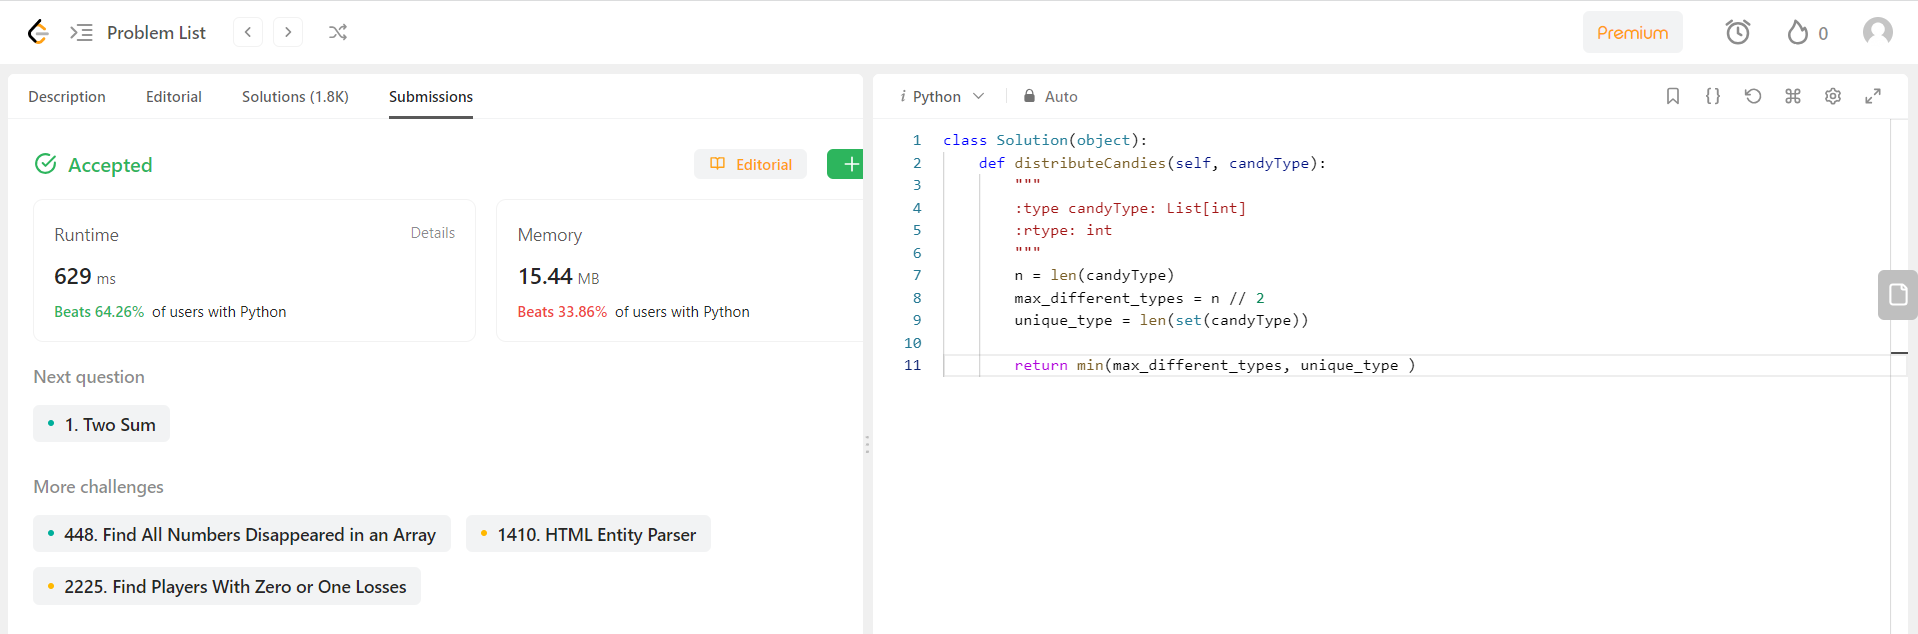 Problem List
Premium
0
Description Editorial Solutions (1.8K) Submissions
Accepted
Editorial
Runtime Details
629 ms
Beats 64.26% of users with Python
Memory
15.44 MB
Beats 33.86% of users with Python
Next question
1. Two Sum
More challenges
448. Find All Numbers Disappeared in an Array
1410. HTML Entity Parser
2225. Find Players With Zero or One Losses
i Python Auto
1 class Solution(object):
2     def distributeCandies(self, candyType):
3         """
4         :type candyType: List[int]
5         :rtype: int
6         """
7         n = len(candyType)
8         max_different_types = n // 2
9         unique_type = len(set(candyType))
10
11         return min(max_different_types, unique_type )